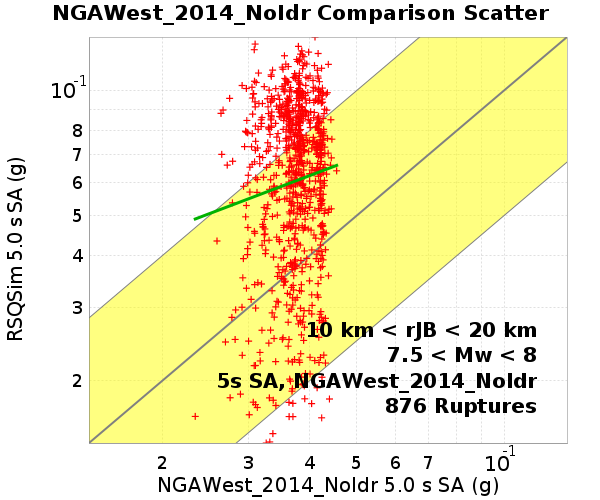 NGAWest_2014_NoIdr Comparison Scatter
RSQSim 5.0 s SA (g)
10⁻¹
8
7
6
5
4
3
2
10 km < rJB < 20 km
7.5 < Mw < 8
5s SA, NGAWest_2014_NoIdr
876 Ruptures
2 3 4 5 6 7 10⁻¹
NGAWest_2014_NoIdr 5.0 s SA (g)